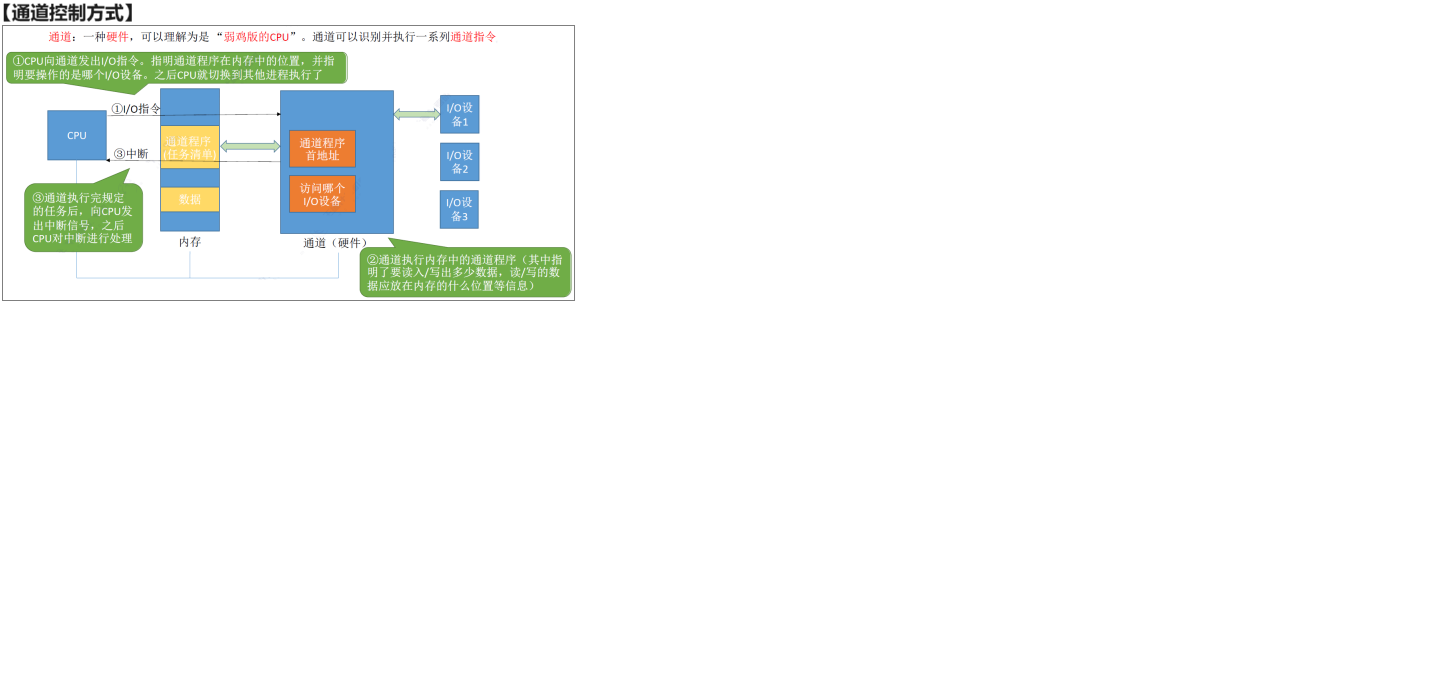 【通道控制方式】
通道：一种硬件，可以理解为是“弱鸡版的CPU”。通道可以识别并执行一系列通道指令
①CPU向通道发出I/O指令。指明通道程序在内存中的位置，并指
明要操作的是哪个I/O设备。之后CPU就切换到其他进程执行了
①I/O指令
CPU
③中断
通道程序
(任务清单)
数据
内存
通道程序
首地址
访问哪个
I/O设备
通道（硬件）
I/O设
备1
I/O设
备2
I/O设
备3
③通道执行完规定
的任务后，向CPU发
出中断信号，之后
CPU对中断进行处理
②通道执行内存中的通道程序（其中指
明了要读入/写出多少数据，读/写的数
据应放在内存的什么位置等信息）